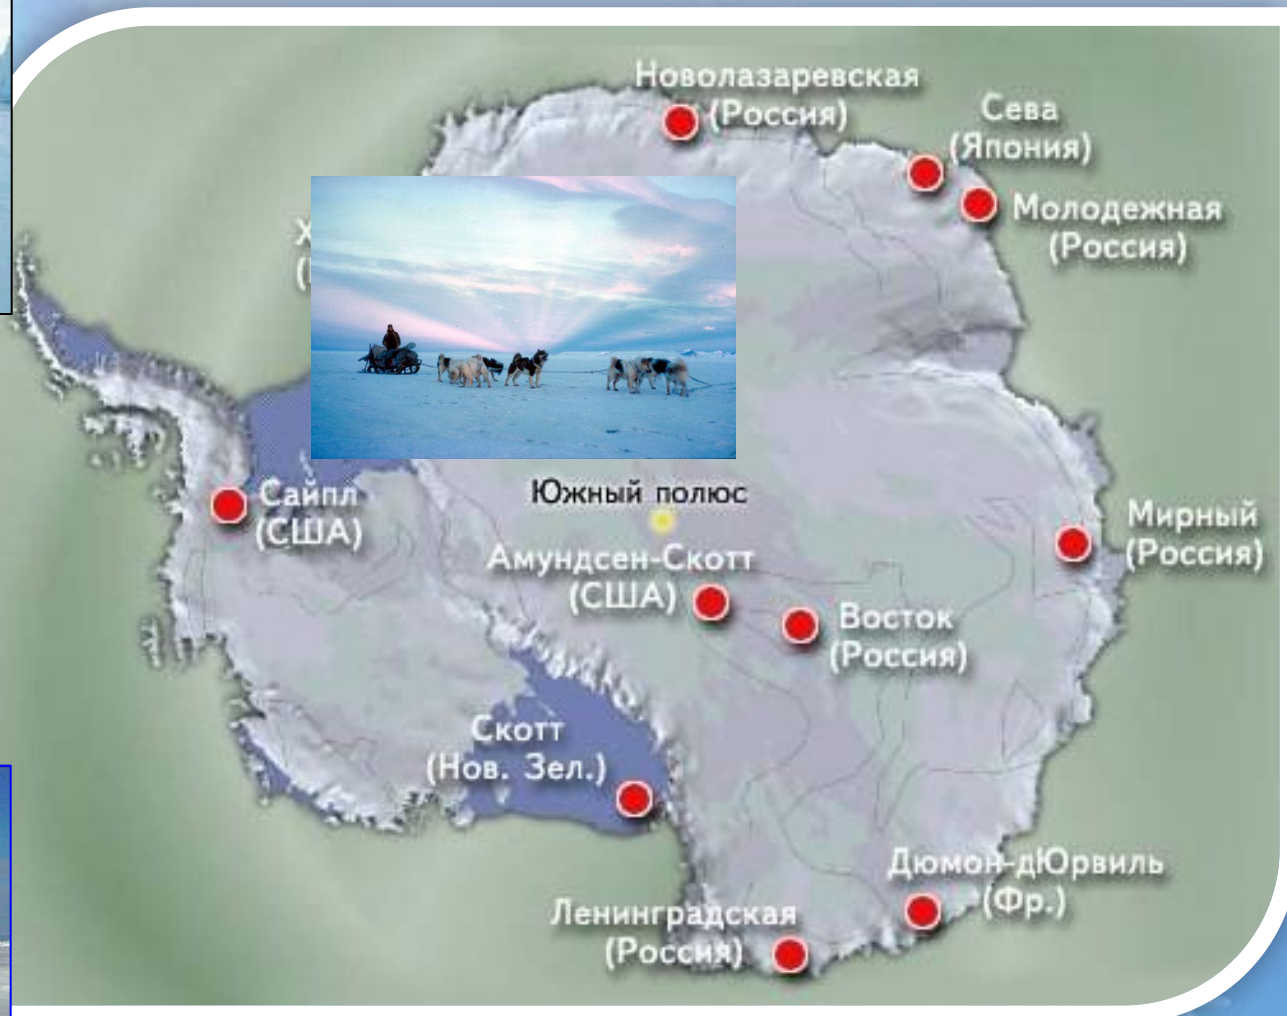 Новолазаревская
(Россия)
Сева
(Япония)
Молодежная
(Россия)
Х
(
Сайпл
(США)
Южный полюс
Амундсен-Скотт
(США)
Восток
(Россия)
Мирный
(Россия)
Скотт
(Нов. Зел.)
Дюмон-дЮрвиль
(Фр.)
Ленинградская
(Россия)